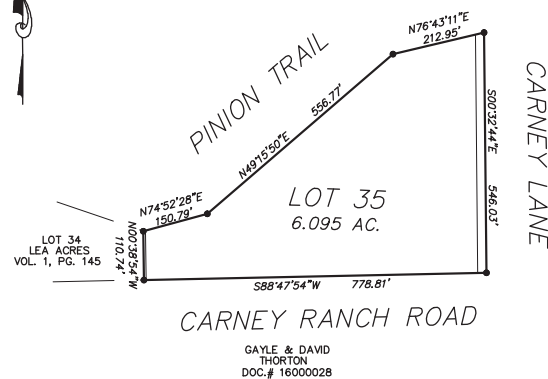 N76°43'11"E
212.95'
PINION TRAIL
556.77'
N49°15'50"E
S00°32'44"E
546.03'
CARNEY LANE
N74°52'28"E
150.79'
LOT 35
6.095 AC.
N00°38'54"W
110.74'
LOT 34
LEA ACRES
VOL. 1, PG. 145
S88°47'54"W 778.81'
CARNEY RANCH ROAD
GAYLE & DAVID
THORTON
DOC.# 16000028